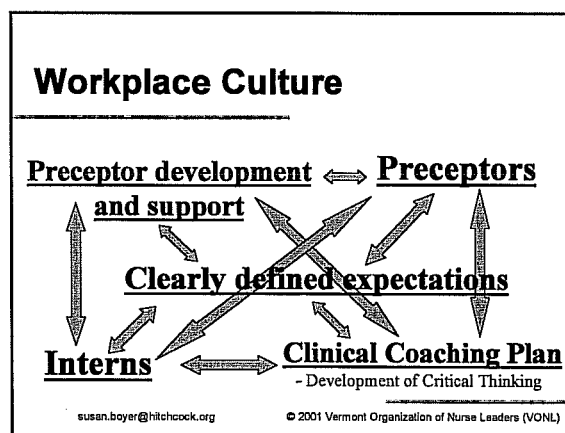 Workplace Culture
Preceptor development
and support
Preceptors
Clearly defined expectations
Interns
Clinical Coaching Plan
- Development of Critical Thinking
susan.boyer@hitchcock.org
© 2001 Vermont Organization of Nurse Leaders (VONL)